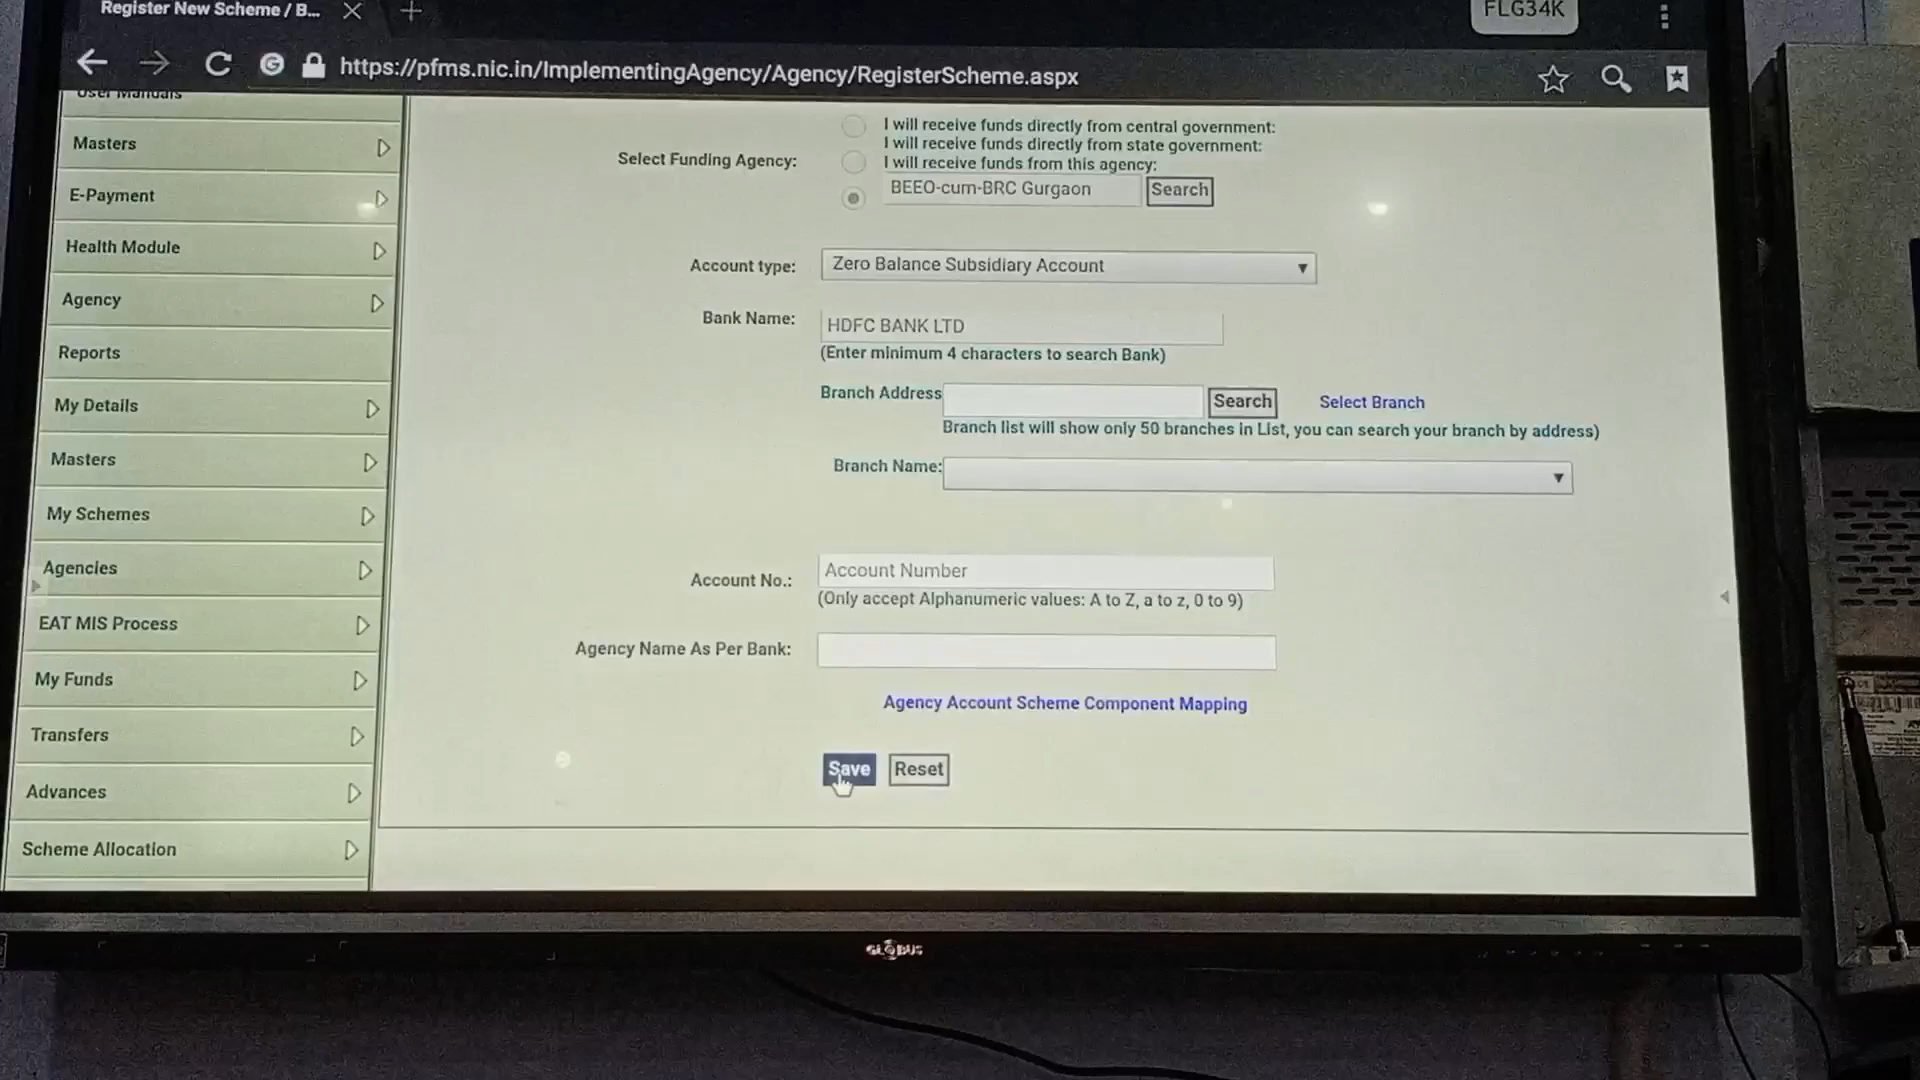 Register New Scheme / B...
FLG34K
https://pfms.nic.in/ImplementingAgency/Agency/RegisterScheme.aspx
User Manuals
Masters
E-Payment
Health Module
Agency
Reports
My Details
Masters
My Schemes
Agencies
EAT MIS Process
My Funds
Transfers
Advances
Scheme Allocation
I will receive funds directly from central government:
I will receive funds directly from state government:
Select Funding Agency:
I will receive funds from this agency:
BEEO-cum-BRC Gurgaon
Search
Account type:
Zero Balance Subsidiary Account
Bank Name:
HDFC BANK LTD
(Enter minimum 4 characters to search Bank)
Branch Address
Search
Select Branch
Branch list will show only 50 branches in List, you can search your branch by address)
Branch Name:
Account No.:
Account Number
(Only accept Alphanumeric values: A to Z, a to z, 0 to 9)
Agency Name As Per Bank:
Agency Account Scheme Component Mapping
Save
Reset
GLOBUS